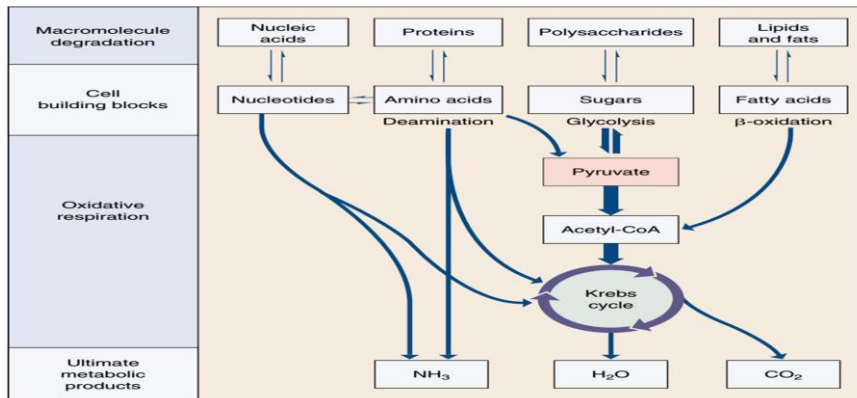 Macromolecule
degradation
Nucleic
acids
Proteins
Polysaccharides
Lipids
and fats
Cell
building blocks
Nucleotides
Amino acids
Sugars
Fatty acids
Deamination
Glycolysis
β-oxidation
Oxidative
respiration
Pyruvate
Acetyl-CoA
Krebs
cycle
Ultimate
metabolic
products
NH₃
H₂O
CO₂